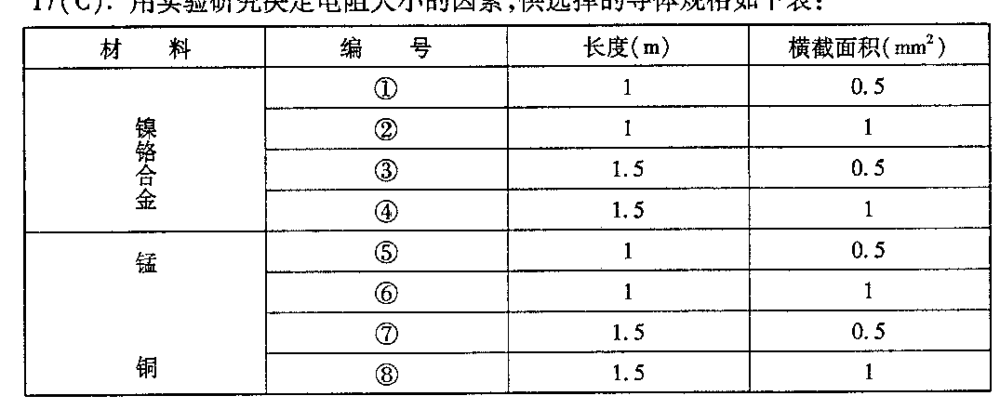 17(C). 用实验研究决定电阻大小的因素,供选择的导体规格如下表:
材 料 编 号 长度(m) 横截面积(mm²)
镍铬合金 ① 1 0.5
② 1 1
③ 1.5 0.5
④ 1.5 1
锰铜 ⑤ 1 0.5
⑥ 1 1
⑦ 1.5 0.5
⑧ 1.5 1